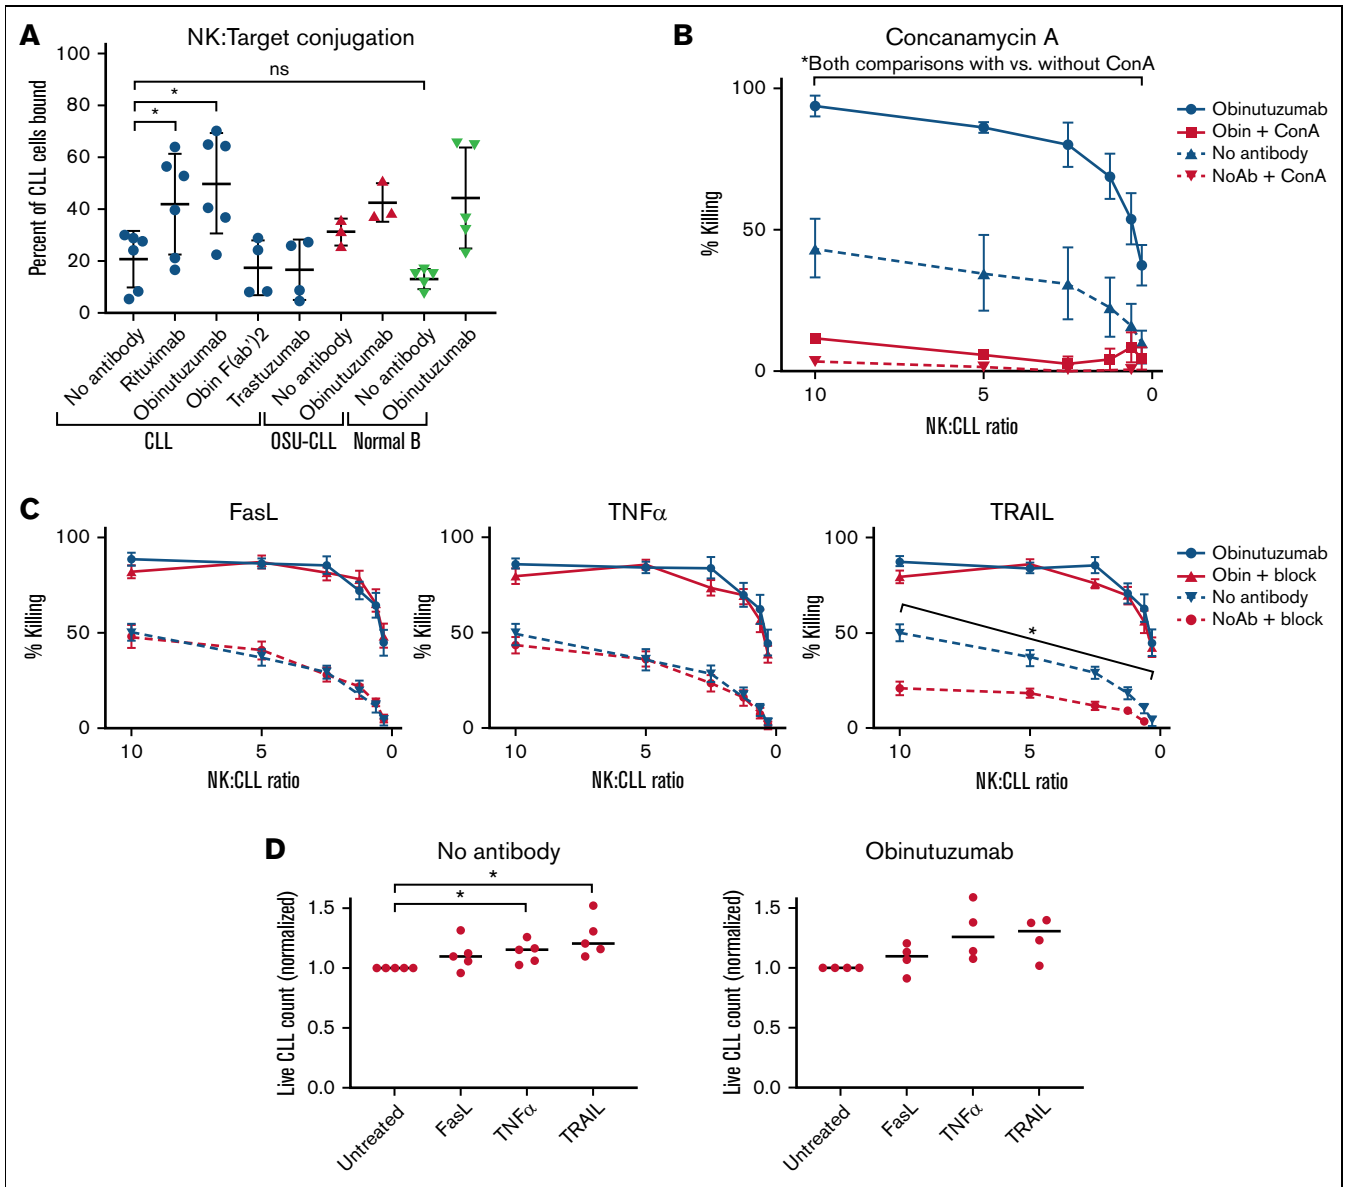 A
NK:Target conjugation
ns
*
*
Percent of CLL cells bound
100
80
60
40
20
0
No antibody
Rituximab
Obinutuzumab
Obin F(ab')2
Trastuzumab
No antibody
Obinutuzumab
No antibody
Obinutuzumab
CLL
OSU-CLL
Normal B
B
Concanamycin A
*Both comparisons with vs. without ConA
% Killing
100
50
0
10
5
0
NK:CLL ratio
Obinutuzumab
Obin + ConA
No antibody
NoAb + ConA
C
FasL
% Killing
100
50
0
10
5
0
NK:CLL ratio
TNFα
% Killing
100
50
0
10
5
0
NK:CLL ratio
TRAIL
% Killing
100
50
0
*
10
5
0
NK:CLL ratio
Obinutuzumab
Obin + block
No antibody
NoAb + block
D
No antibody
*
*
Live CLL count (normalized)
1.5
1.0
0.5
0.0
Untreated
FasL
TNFα
TRAIL
Obinutuzumab
Live CLL count (normalized)
1.5
1.0
0.5
0.0
Untreated
FasL
TNFα
TRAIL